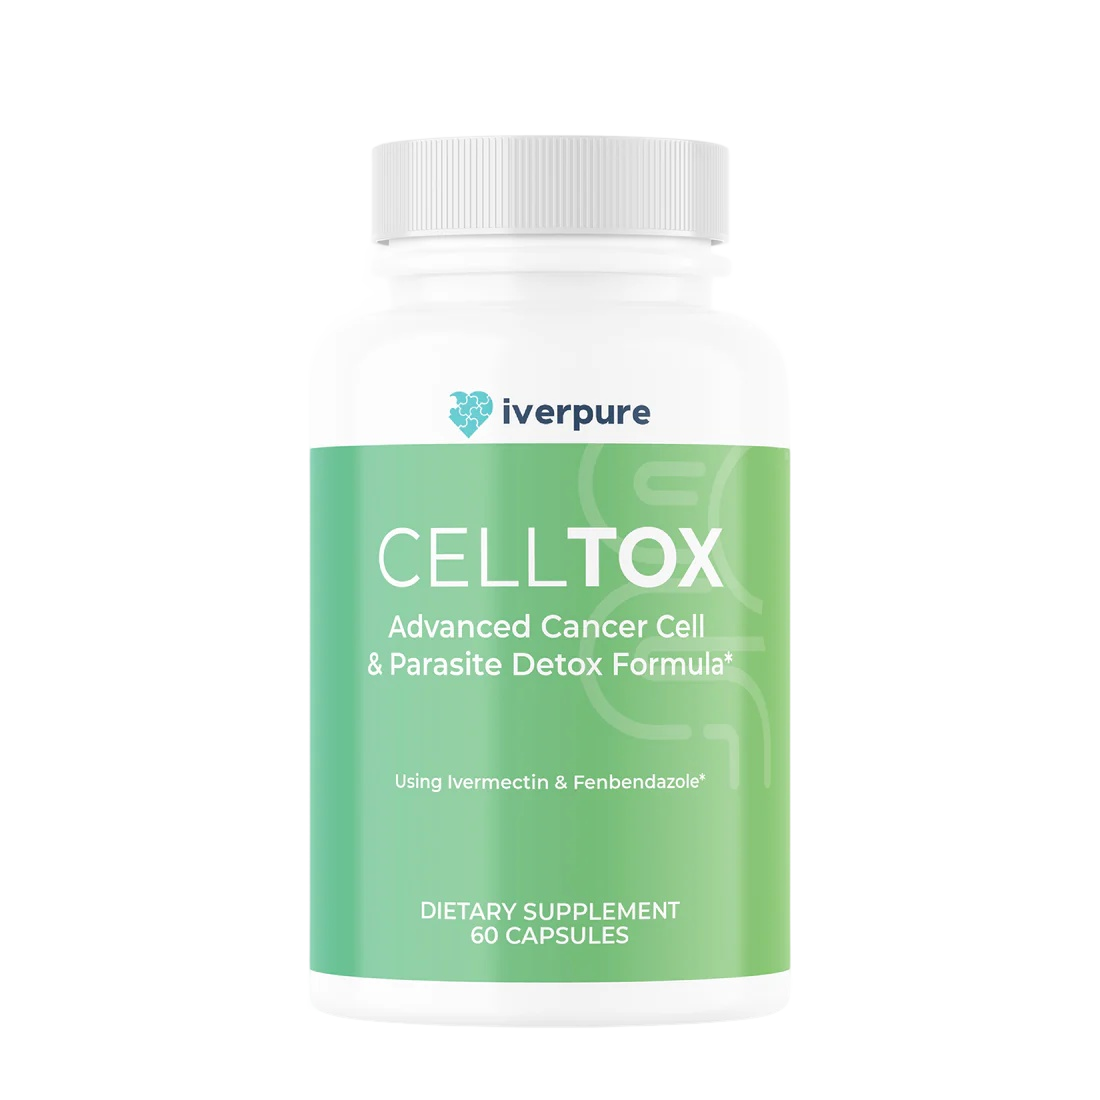 iverpure
CELLTOX
Advanced Cancer Cell
& Parasite Detox Formula*
Using Ivermectin & Fenbendazole*
DIETARY SUPPLEMENT
60 CAPSULES